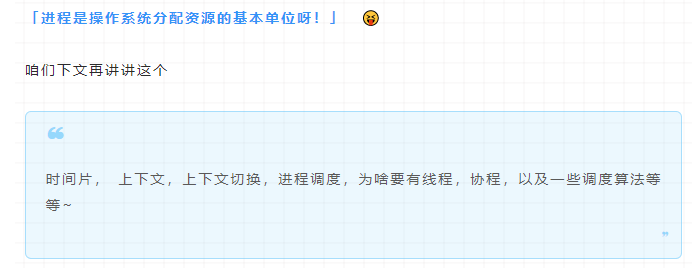 「进程是操作系统分配资源的基本单位呀！」 😝
咱们下文再讲讲这个
❝
时间片， 上下文，上下文切换，进程调度，为啥要有线程，协程，以及一些调度算法等
等~
❞